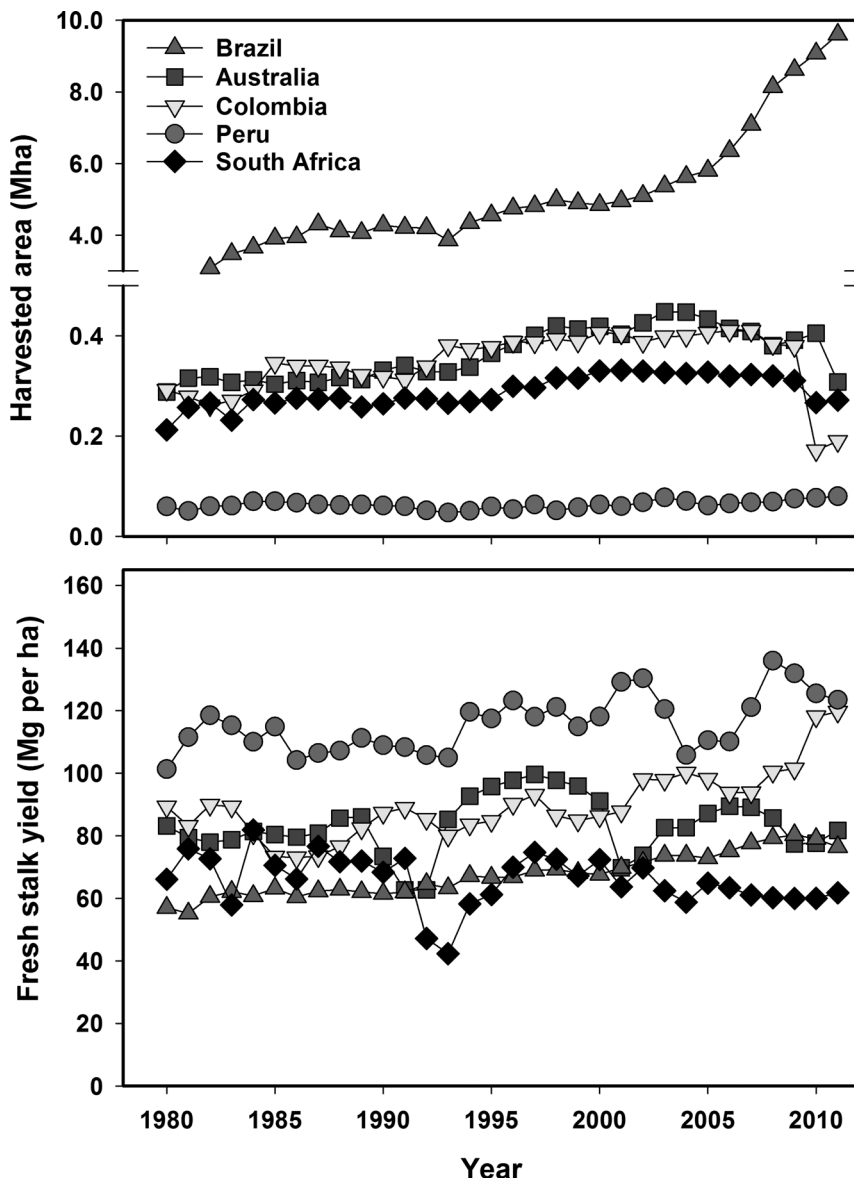 10.0
8.0
6.0
4.0
0.4
0.2
0.0
Harvested area (Mha)
Brazil
Australia
Colombia
Peru
South Africa
160
140
120
100
80
60
40
20
0
Fresh stalk yield (Mg per ha)
1980 1985 1990 1995 2000 2005 2010
Year